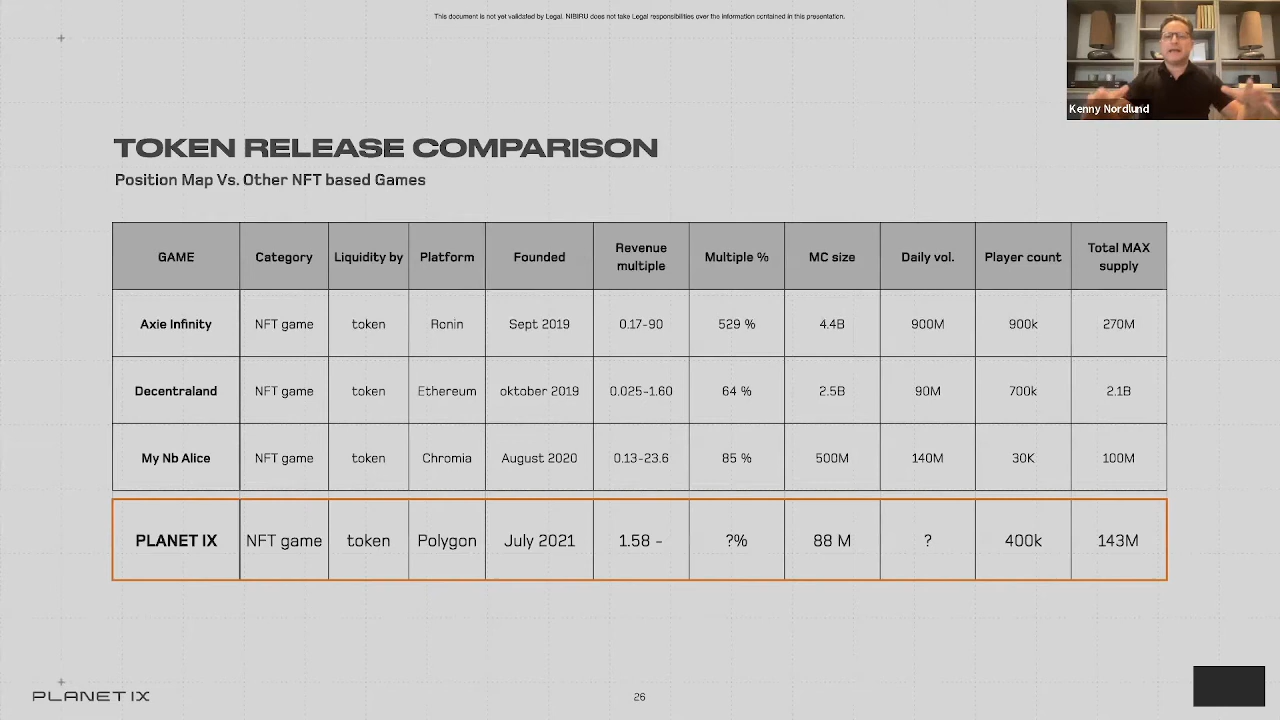 This document is not yet validated by Legal. NIBIRU does not take Legal responsibilities over the information contained in this presentation.
Kenny Nordlund
TOKEN RELEASE COMPARISON
Position Map Vs. Other NFT based Games
GAME Category Liquidity by Platform Founded Revenue multiple Multiple % MC size Daily vol. Player count Total MAX supply
Axie Infinity NFT game token Ronin Sept 2019 0.17-90 529 % 4.4B 900M 900k 270M
Decentraland NFT game token Ethereum oktober 2019 0.025-1.60 64 % 2.5B 90M 700k 2.1B
My Nb Alice NFT game token Chromia August 2020 0.13-23.6 85 % 500M 140M 30K 100M
PLANET IX NFT game token Polygon July 2021 1.58 - ?% 88 M ? 400k 143M
PLANET IX
26